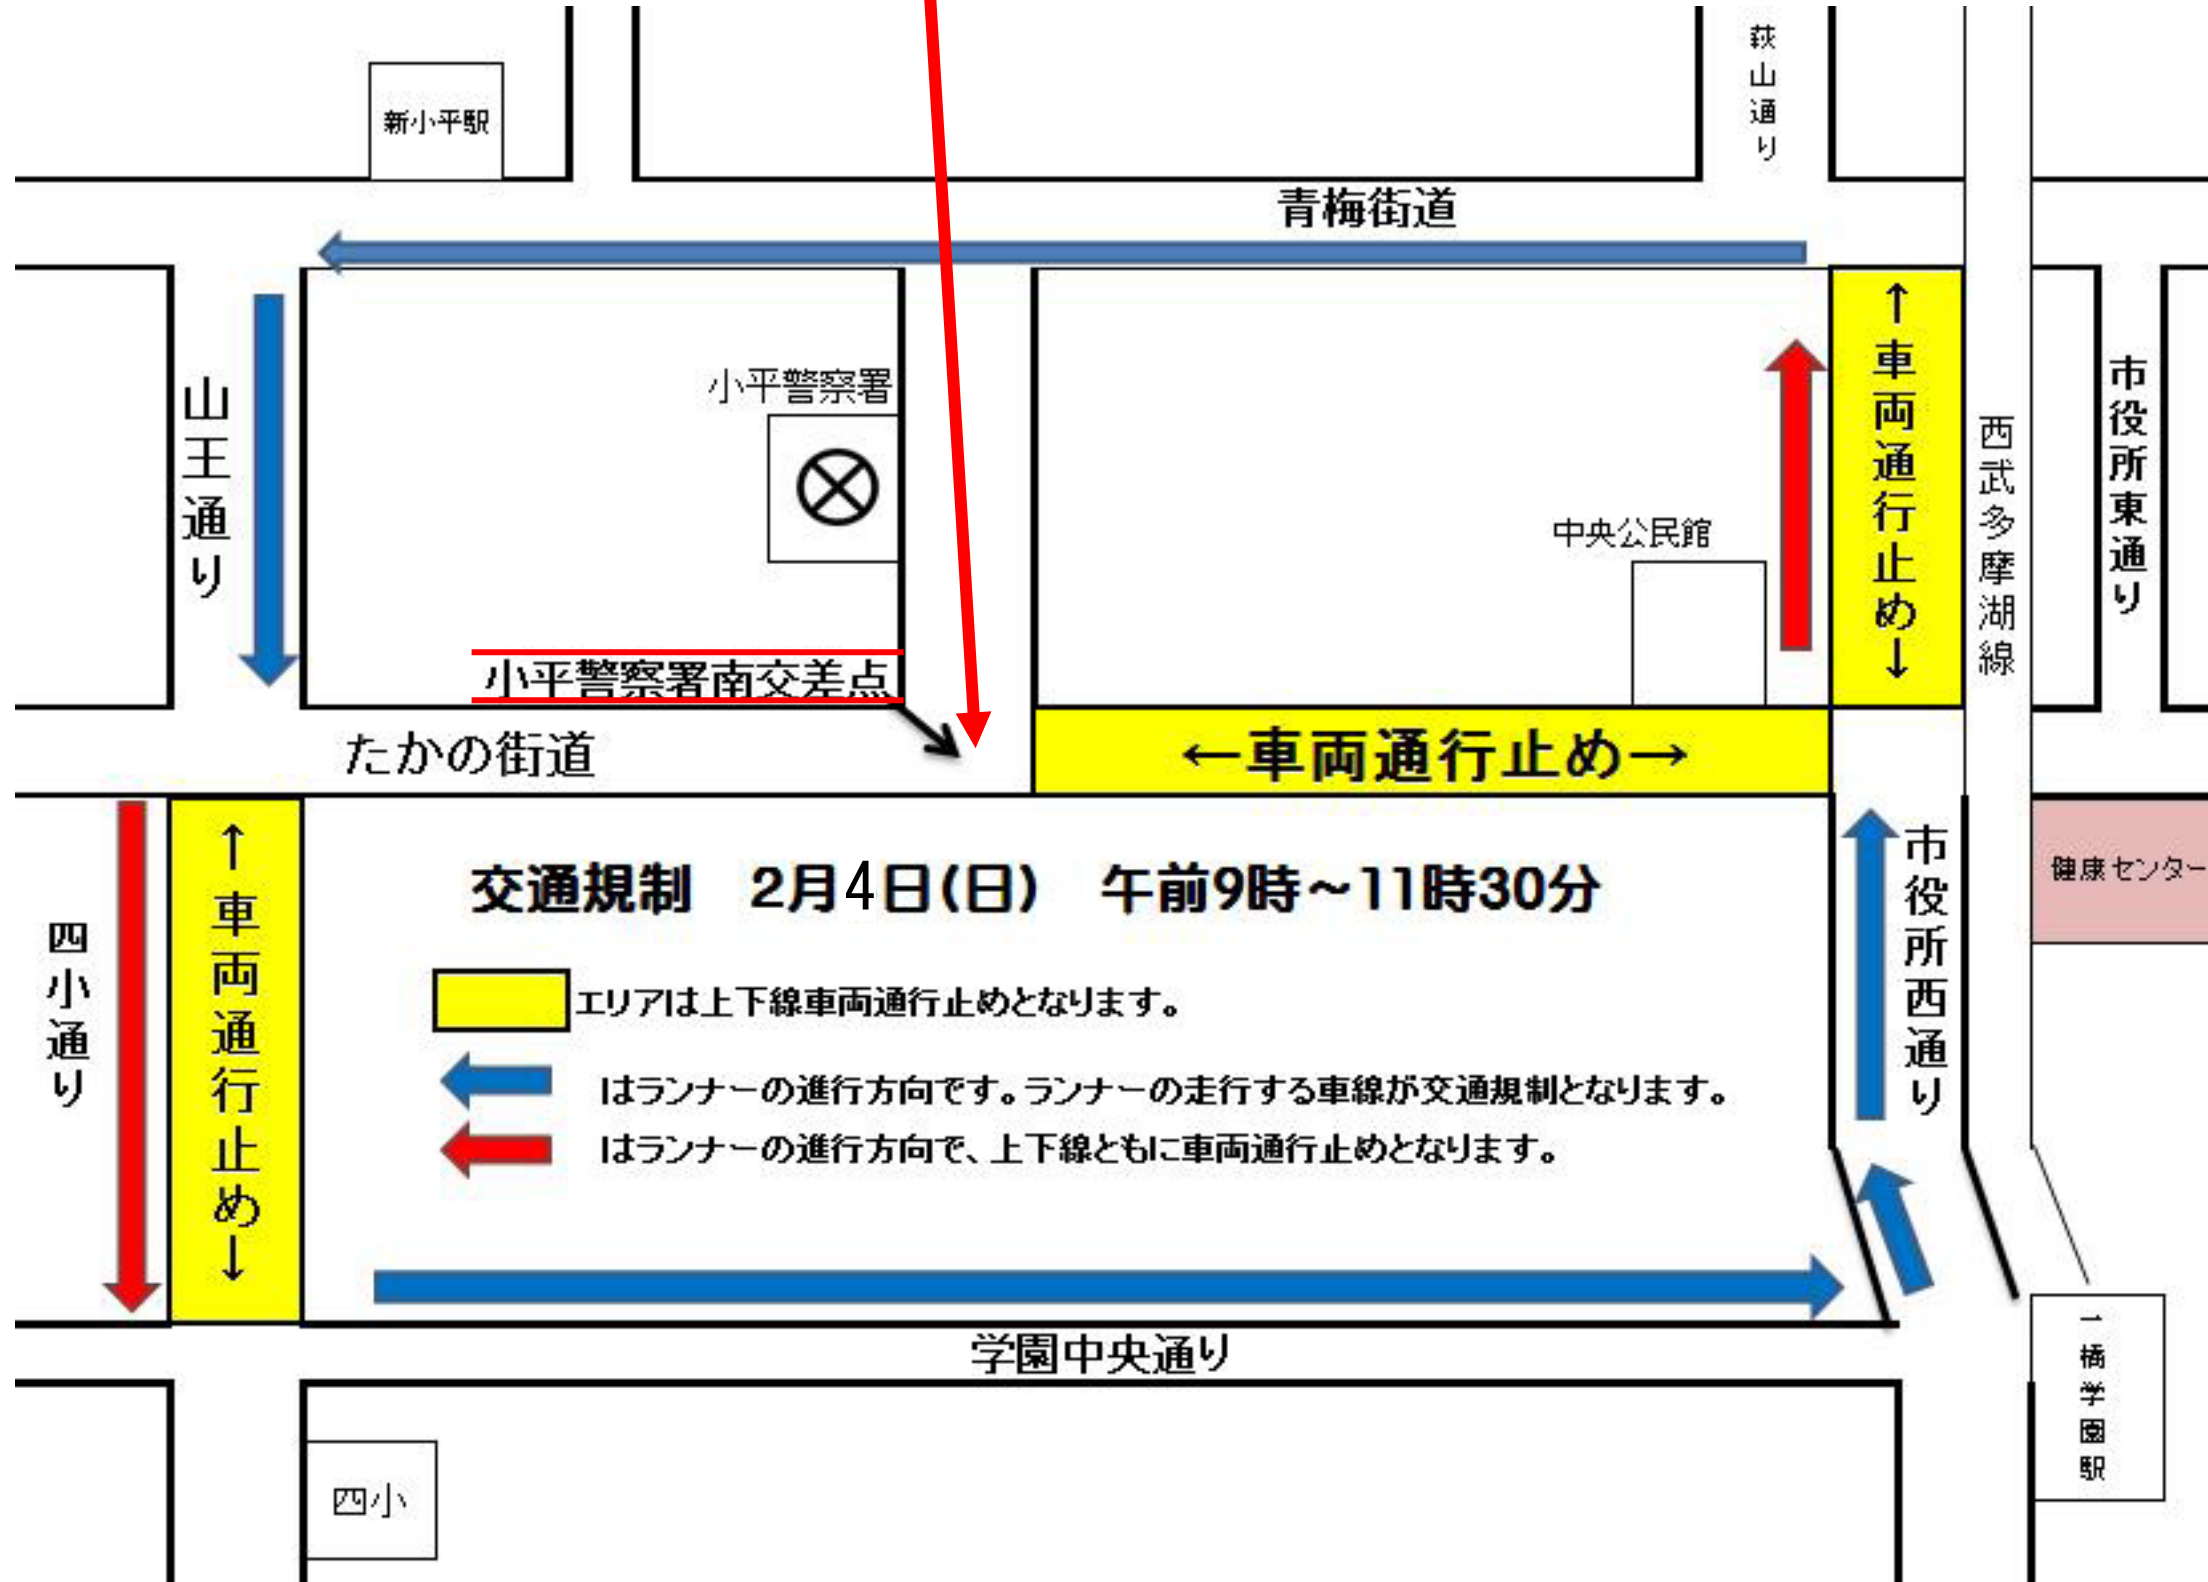 萩山通り
新小平駅
青梅街道
↑車両通行止め↓
山王通り
小平警察署
市役所東通り
西武多摩湖線
中央公民館
小平警察署南交差点
たかの街道
←車両通行止め→
↑車両通行止め↓
四小通り
交通規制　2月4日(日)　午前9時～11時30分
市役所西通り
健康センター
エリアは上下線車両通行止めとなります。
はランナーの進行方向です。ランナーの走行する車線が交通規制となります。
はランナーの進行方向で、上下線ともに車両通行止めとなります。
学園中央通り
一橋学園駅
四小